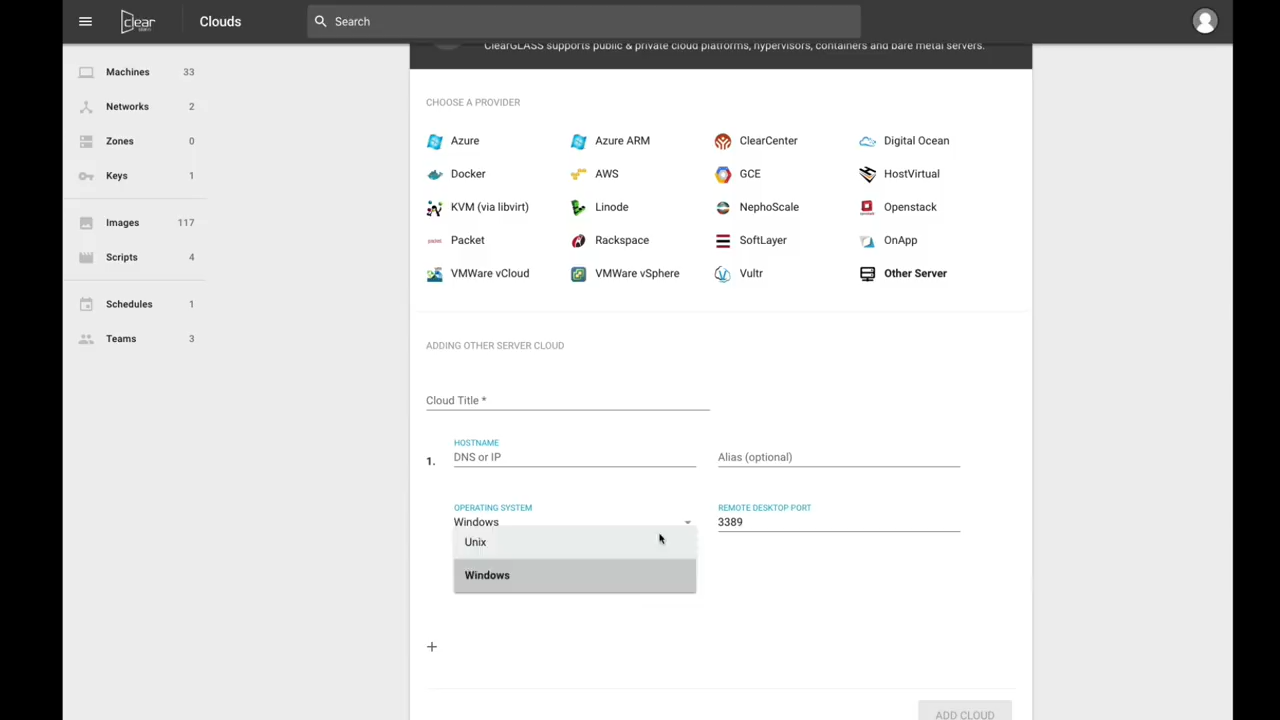 clear
Clouds
Search
ClearGLASS supports public & private cloud platforms, hypervisors, containers and bare metal servers.
Machines 33
Networks 2
Zones 0
Keys 1
Images 117
Scripts 4
Schedules 1
Teams 3
CHOOSE A PROVIDER
Azure
Azure ARM
ClearCenter
Digital Ocean
Docker
AWS
GCE
HostVirtual
KVM (via libvirt)
Linode
NephoScale
Openstack
Packet
Rackspace
SoftLayer
OnApp
VMWare vCloud
VMWare vSphere
Vultr
Other Server
ADDING OTHER SERVER CLOUD
Cloud Title *
1.
HOSTNAME
DNS or IP
Alias (optional)
OPERATING SYSTEM
Windows
REMOTE DESKTOP PORT
3389
Unix
Windows
+
ADD CLOUD